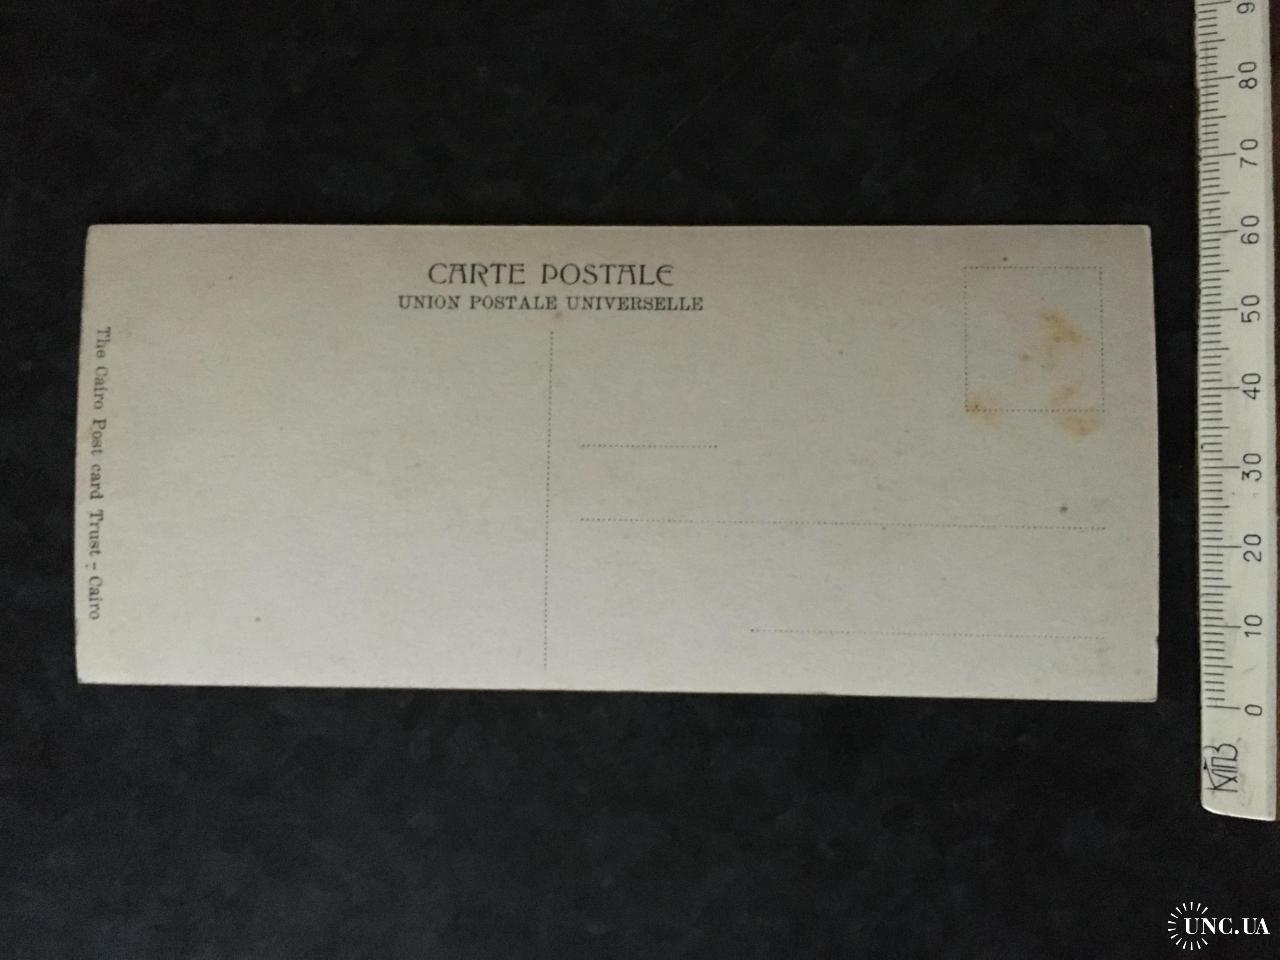 CARTE POSTALE
UNION POSTALE UNIVERSELLE
The Cairo Post card Trust - Cairo
90
80
70
60
50
40
30
20
10
0
UNC.UA